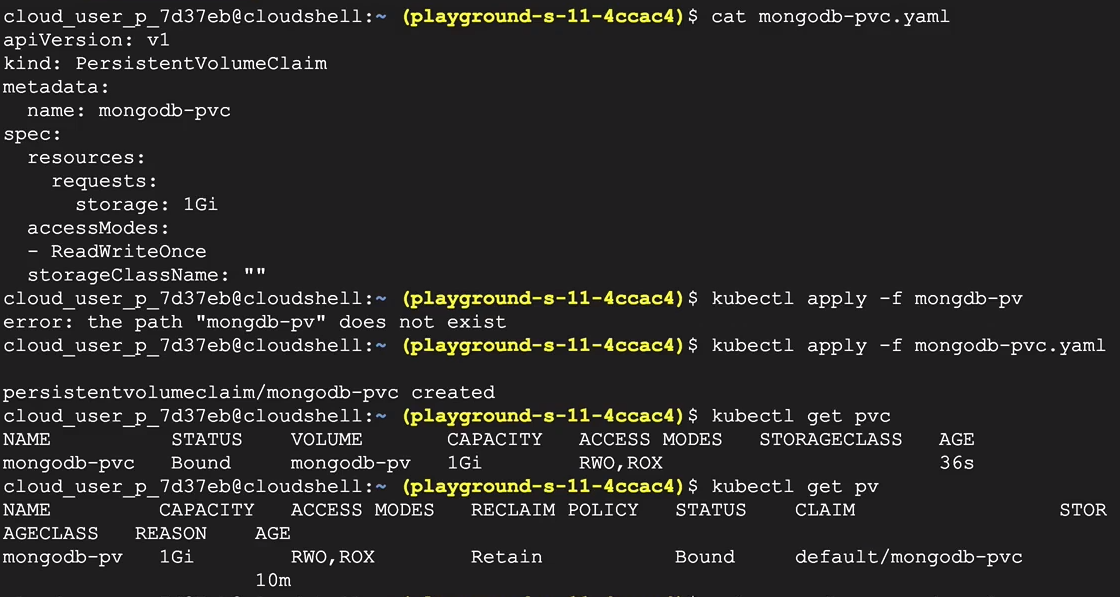 cloud_user_p_7d37eb@cloudshell:~ (playground-s-11-4ccac4)$ cat mongodb-pvc.yaml
apiVersion: v1
kind: PersistentVolumeClaim
metadata:
  name: mongodb-pvc
spec:
  resources:
    requests:
      storage: 1Gi
  accessModes:
  - ReadWriteOnce
  storageClassName: ""
cloud_user_p_7d37eb@cloudshell:~ (playground-s-11-4ccac4)$ kubectl apply -f mongdb-pv
error: the path "mongdb-pv" does not exist
cloud_user_p_7d37eb@cloudshell:~ (playground-s-11-4ccac4)$ kubectl apply -f mongodb-pvc.yaml
persistentvolumeclaim/mongodb-pvc created
cloud_user_p_7d37eb@cloudshell:~ (playground-s-11-4ccac4)$ kubectl get pvc
NAME          STATUS    VOLUME       CAPACITY   ACCESS MODES   STORAGECLASS   AGE
mongodb-pvc   Bound     mongodb-pv   1Gi        RWO,ROX                       36s
cloud_user_p_7d37eb@cloudshell:~ (playground-s-11-4ccac4)$ kubectl get pv
NAME         CAPACITY   ACCESS MODES   RECLAIM POLICY   STATUS    CLAIM                 STOR
AGECLASS   REASON    AGE
mongodb-pv   1Gi        RWO,ROX        Retain           Bound     default/mongodb-pvc
                     10m